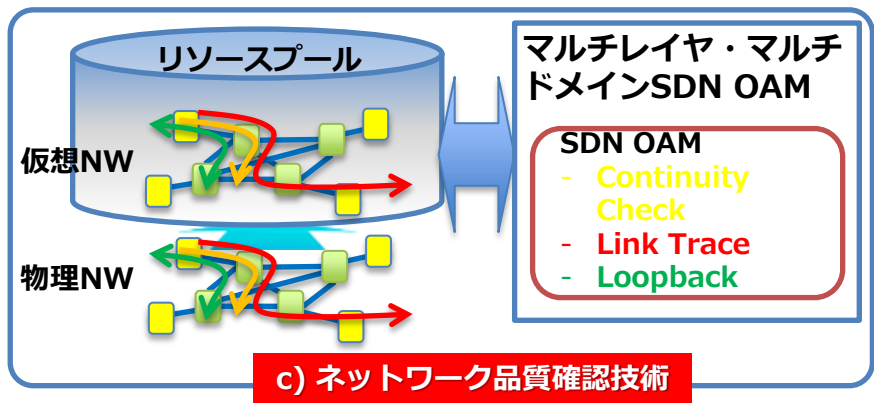 リソースプール
仮想NW
物理NW
マルチレイヤ・マルチ
ドメインSDN OAM
SDN OAM
- Continuity
Check
- Link Trace
- Loopback
c) ネットワーク品質確認技術